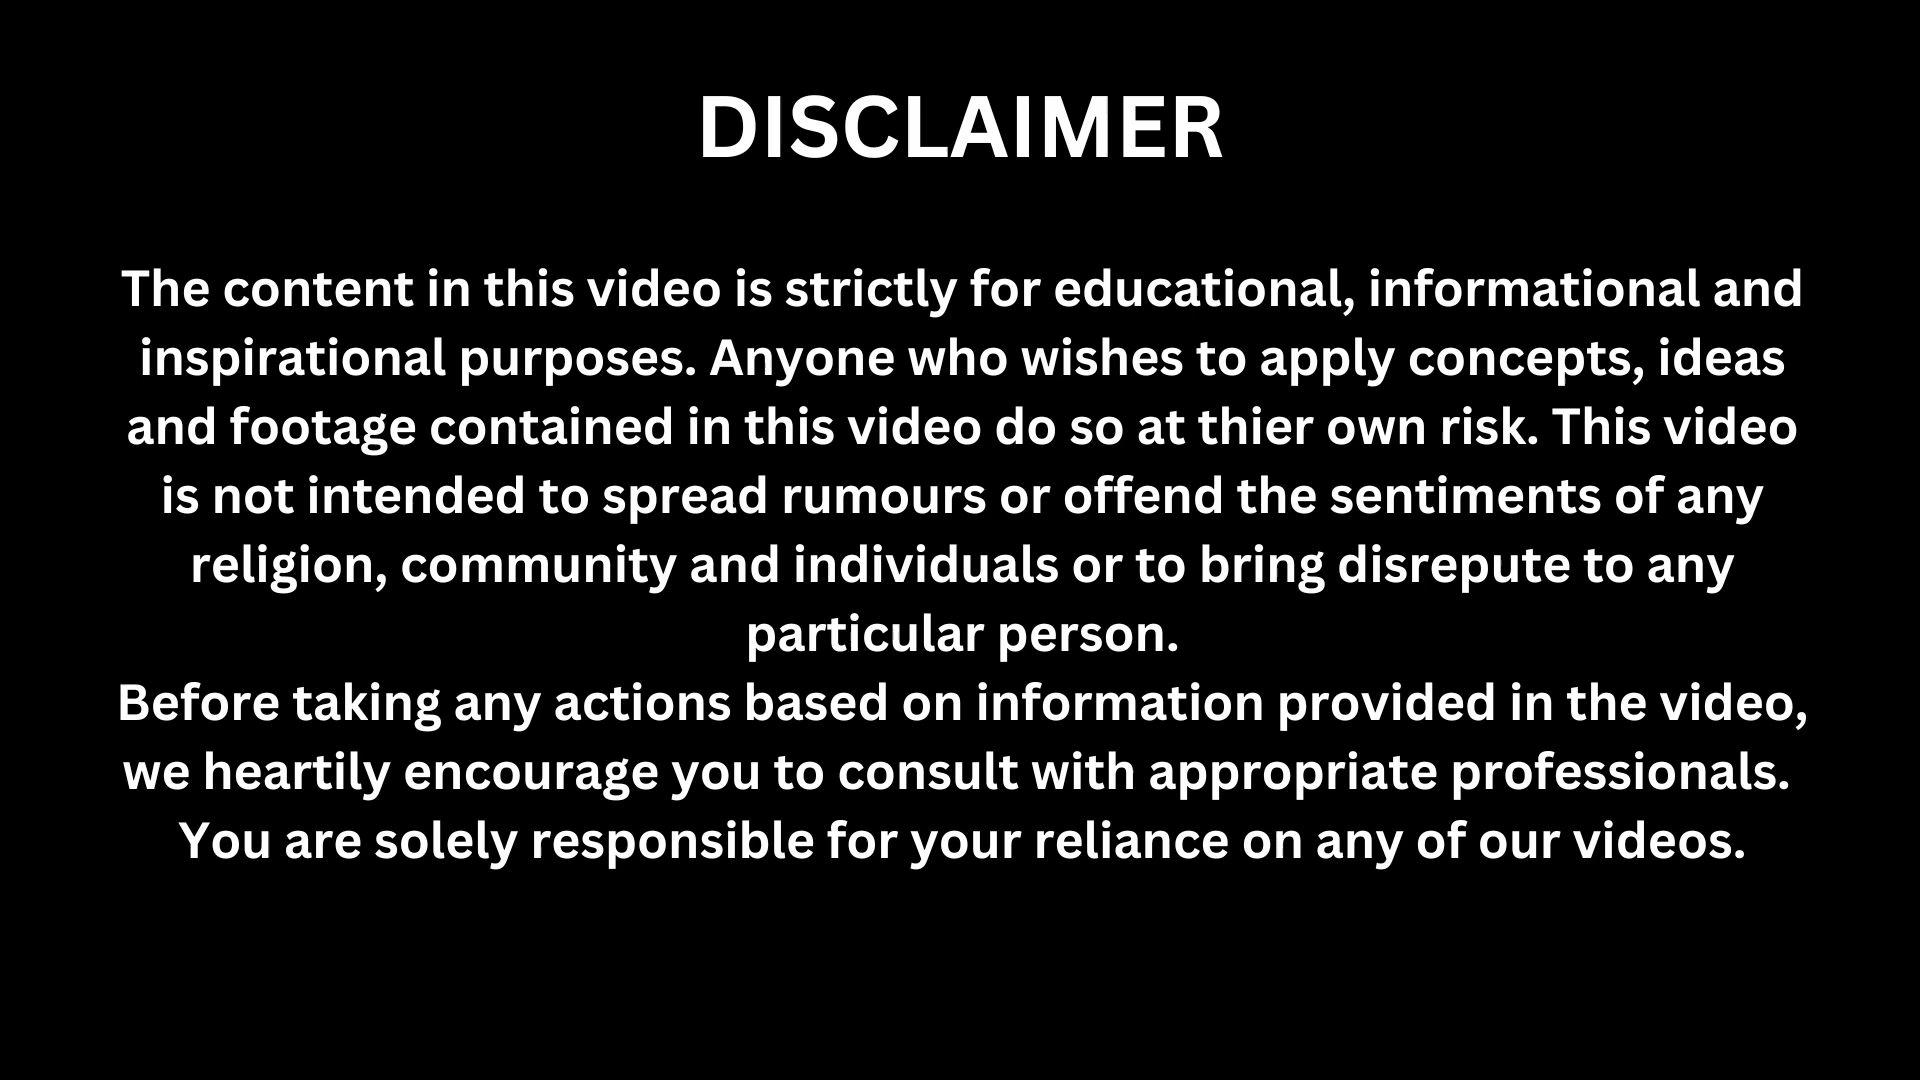 DISCLAIMER
The content in this video is strictly for educational, informational and
inspirational purposes. Anyone who wishes to apply concepts, ideas
and footage contained in this video do so at thier own risk. This video
is not intended to spread rumours or offend the sentiments of any
religion, community and individuals or to bring disrepute to any
particular person.
Before taking any actions based on information provided in the video,
we heartily encourage you to consult with appropriate professionals.
You are solely responsible for your reliance on any of our videos.